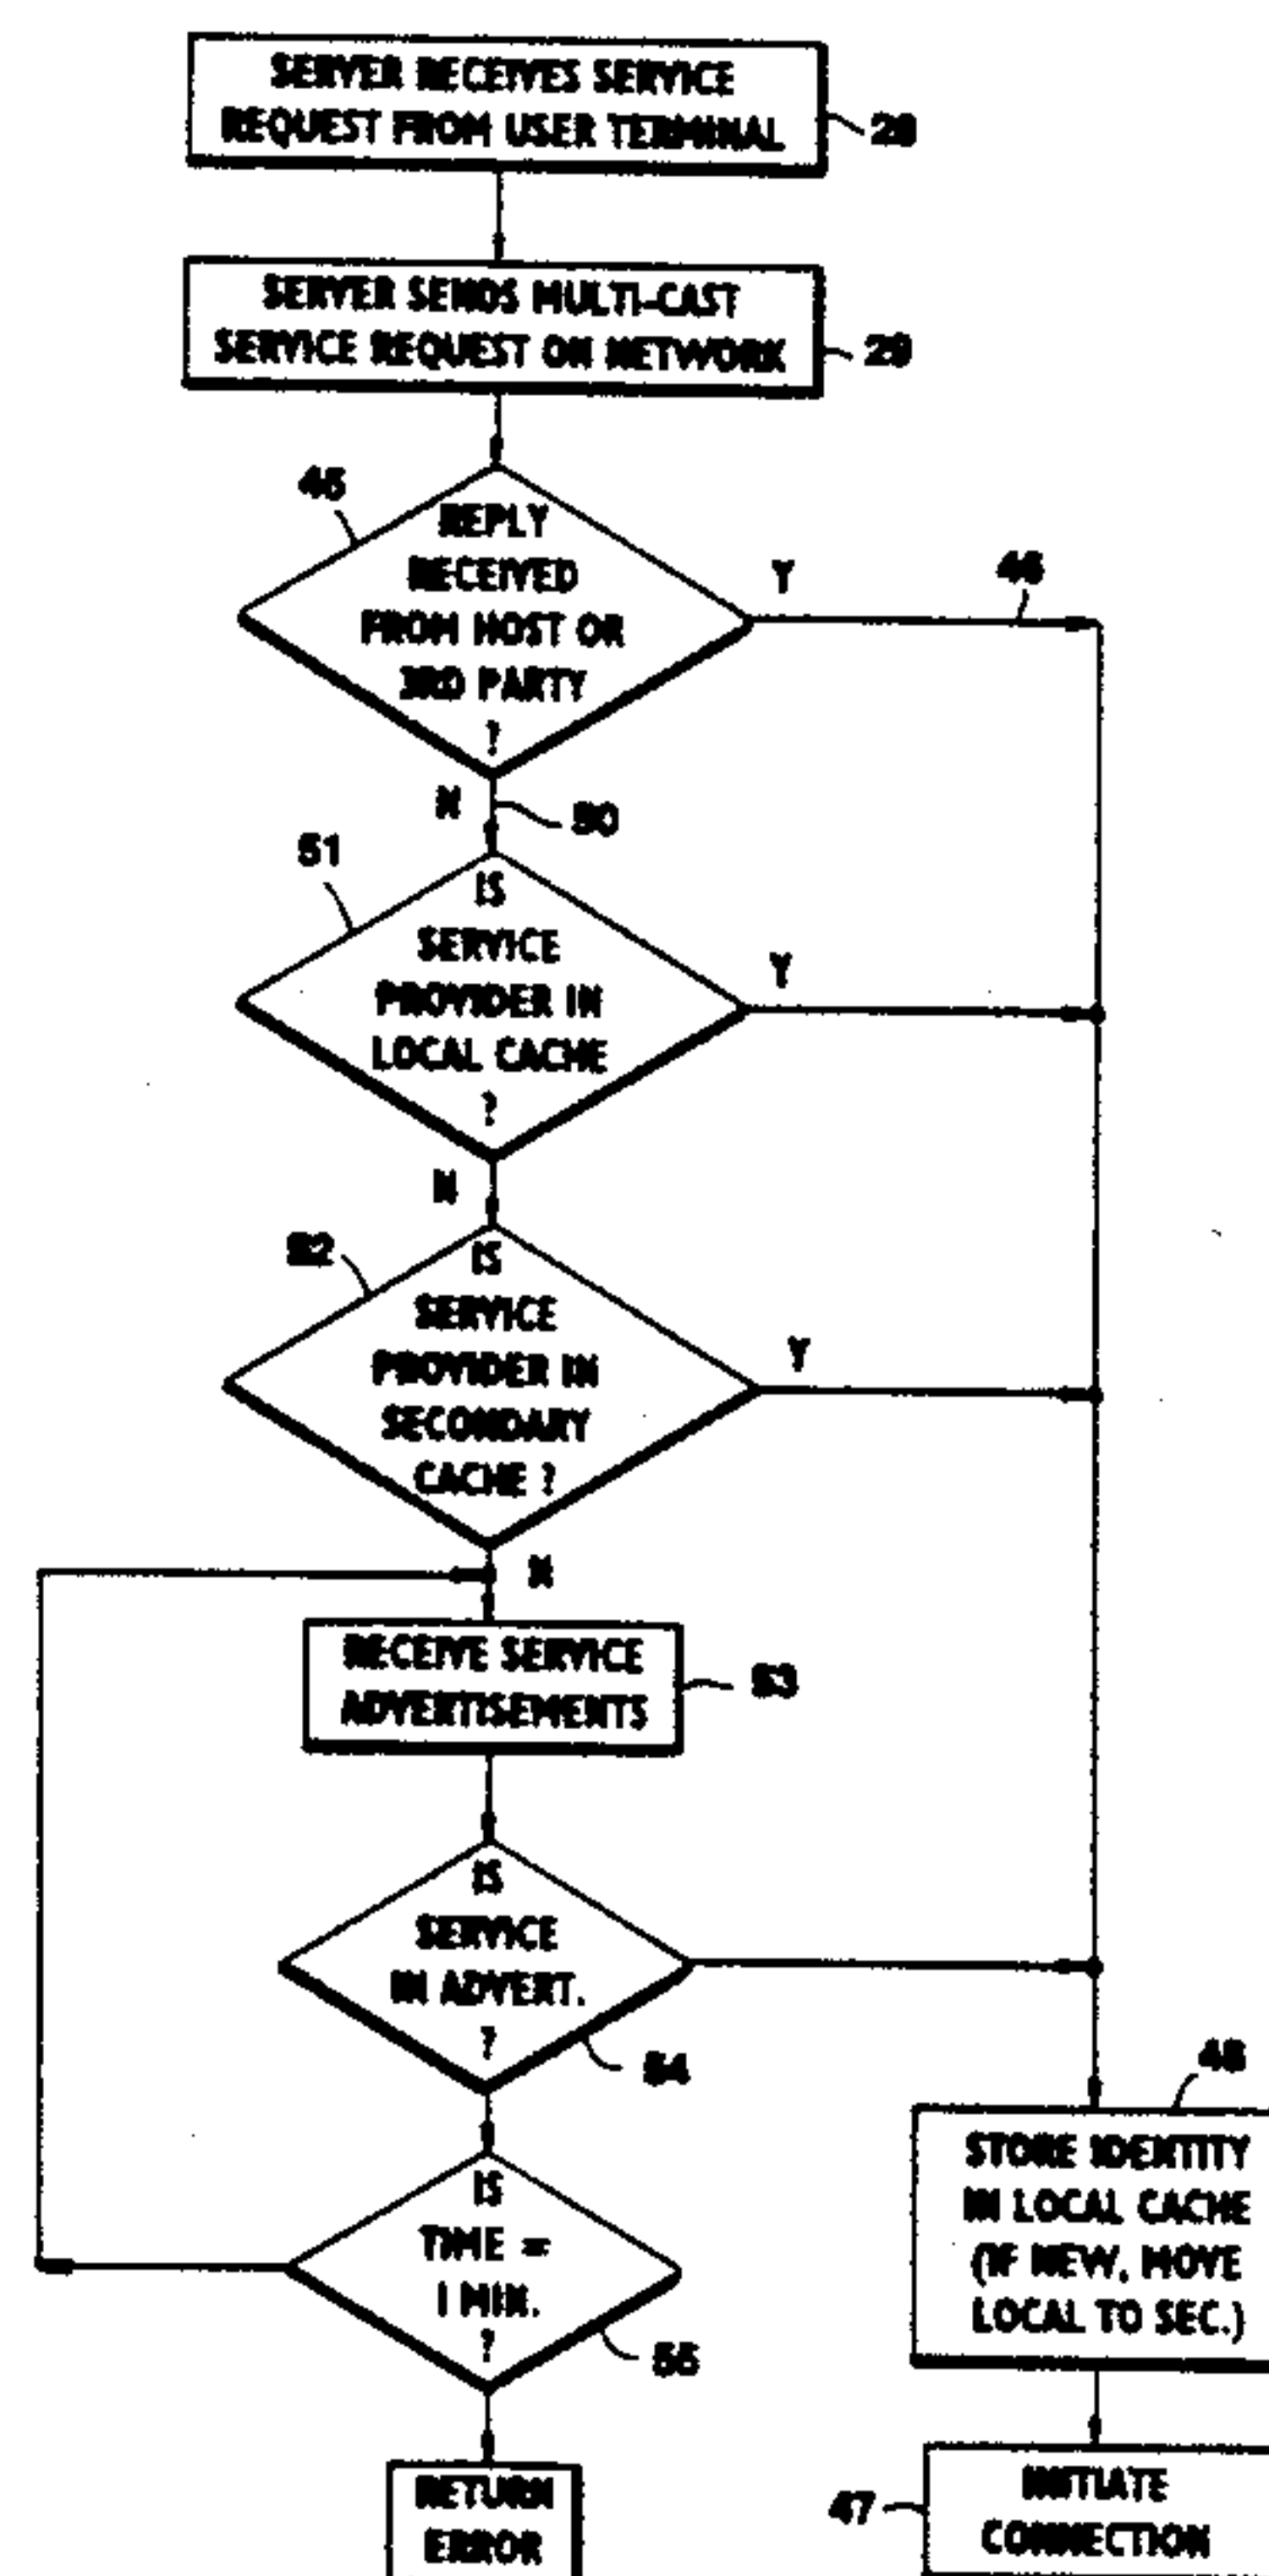 SERVER RECEIVES SERVICE
REQUEST FROM USER TERMINAL
28
SERVER SENDS MULTI-CAST
SERVICE REQUEST ON NETWORK
29
45
REPLY
RECEIVED
FROM HOST OR
3RD PARTY
?
Y
46
N
50
51
IS
SERVICE
PROVIDER IN
LOCAL CACHE
?
Y
N
52
IS
SERVICE
PROVIDER IN
SECONDARY
CACHE ?
Y
N
RECEIVE SERVICE
ADVERTISEMENTS
53
IS
SERVICE
IN ADVERT.
?
54
48
STORE IDENTITY
IN LOCAL CACHE
(IF NEW, MOVE
LOCAL TO SEC.)
IS
TIME =
1 MIN.
?
55
RETURN
ERROR
47
INITIATE
CONNECTION